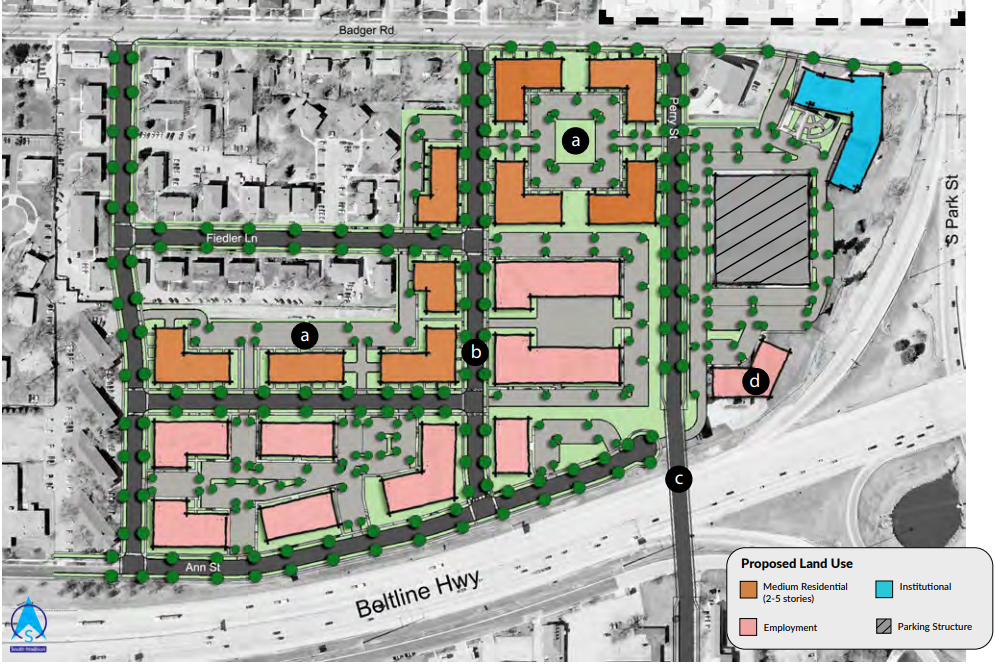 Badger Rd
Perry St
a
S Park St
Fiedler Ln
a
b
d
c
Ann St
Beltline Hwy
S
South Madison
Proposed Land Use
Medium Residential
(2-5 stories)
Institutional
Employment
Parking Structure